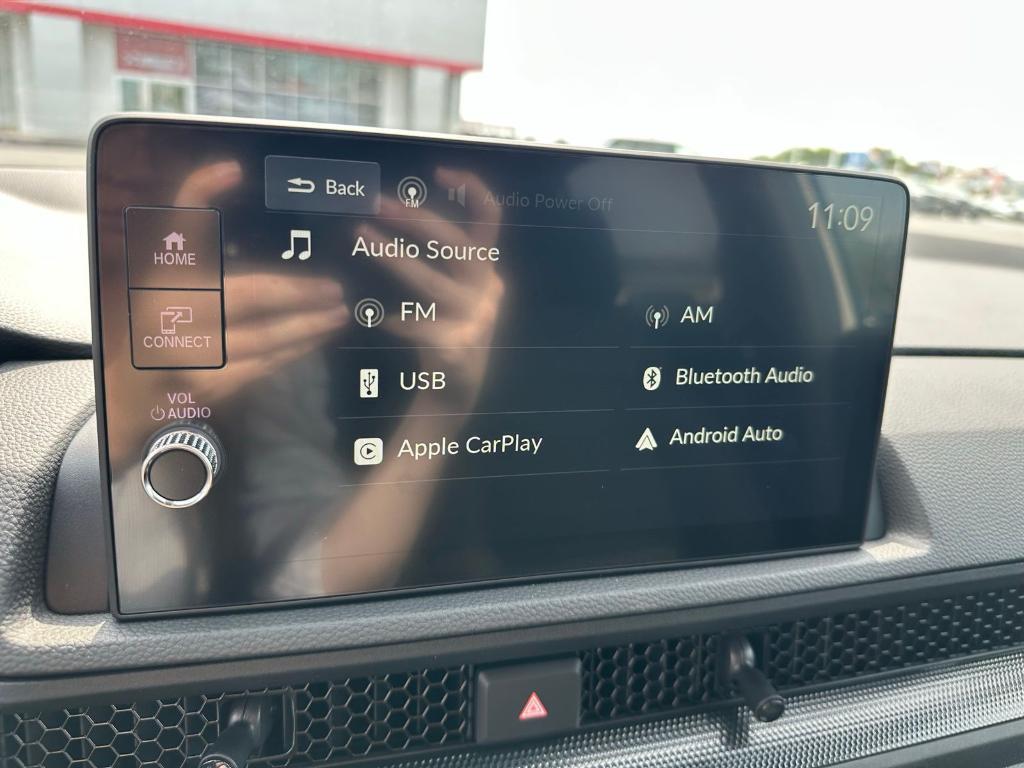 Back
FM
Audio Power Off
11:09
HOME
Audio Source
CONNECT
FM
AM
USB
Bluetooth Audio
VOL
AUDIO
Apple CarPlay
Android Auto